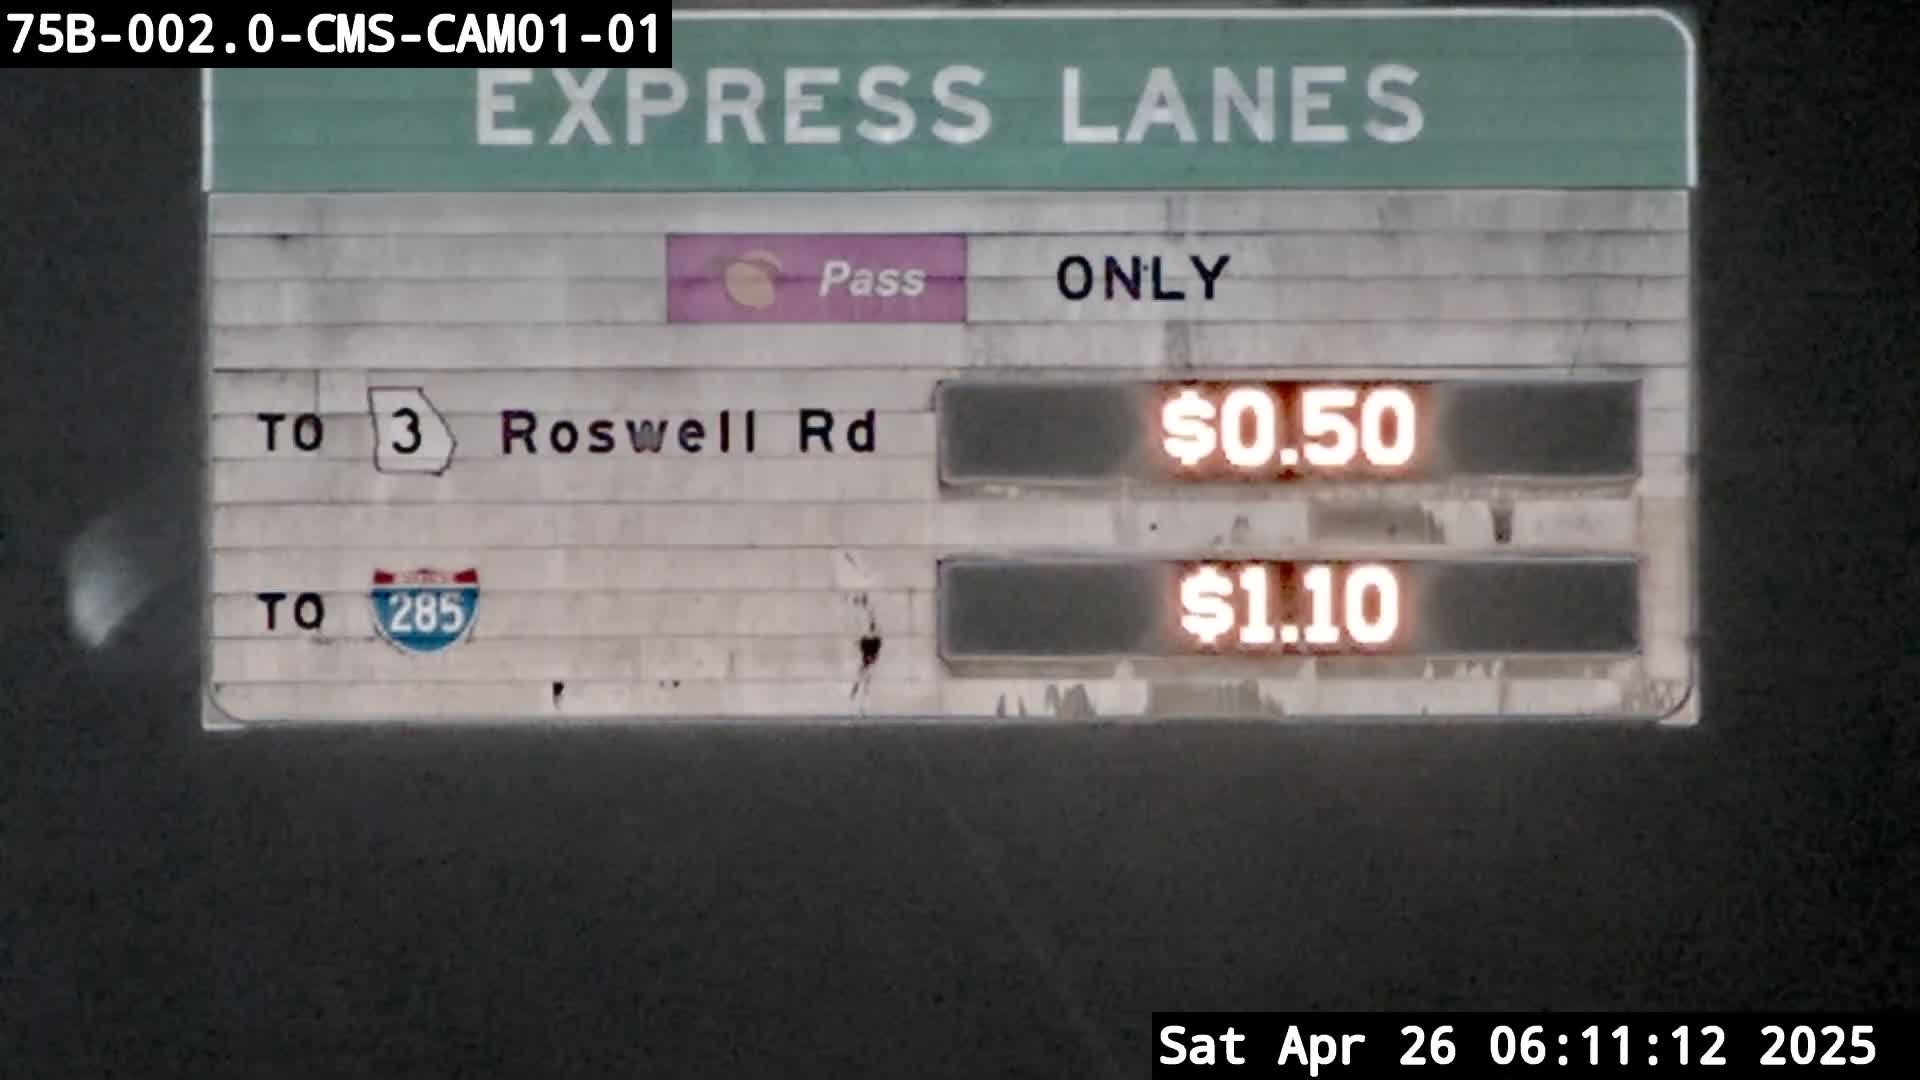 75B-002.0-CMS-CAM01-01
EXPRESS LANES
Pass ONLY
TO 3 Roswell Rd $0.50
TO 285 $1.10
Sat Apr 26 06:11:12 2025